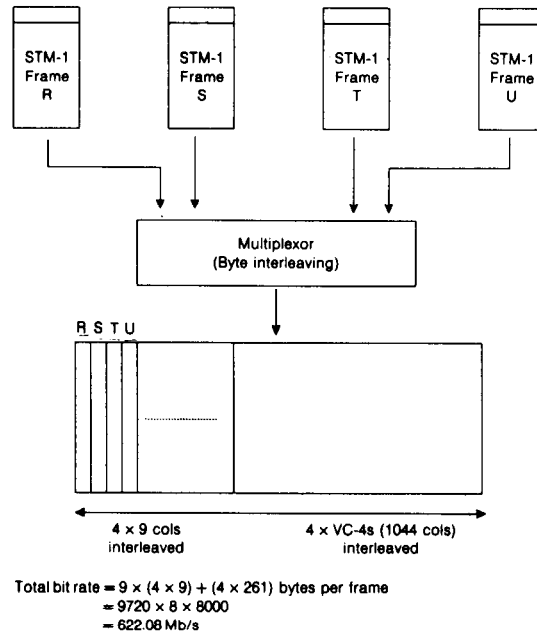 STM-1
Frame
R
STM-1
Frame
S
STM-1
Frame
T
STM-1
Frame
U
Multiplexor
(Byte interleaving)
R S T U
4 × 9 cols
interleaved
4 × VC-4s (1044 cols)
interleaved
Total bit rate = 9 × (4 × 9) + (4 × 261) bytes per frame
= 9720 × 8 × 8000
= 622.08 Mb/s